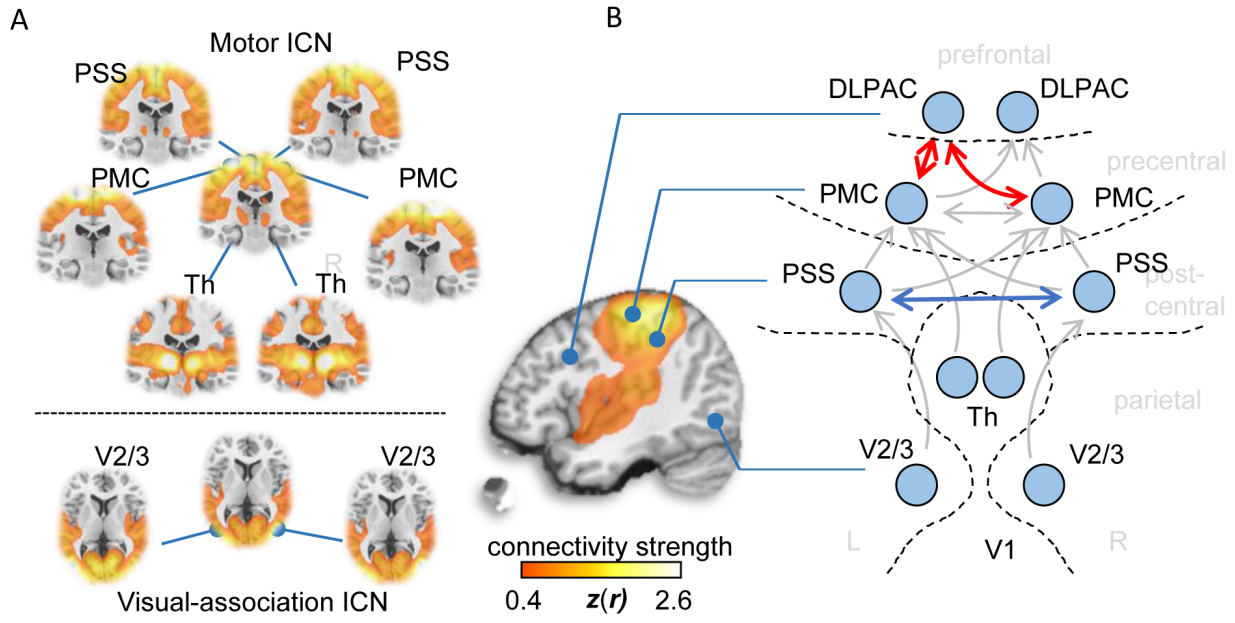 A
Motor ICN
PSS
PSS
PMC
PMC
R
Th
Th
V2/3
V2/3
Visual-association ICN
B
prefrontal
DLPAC
DLPAC
precentral
PMC
PMC
PSS
PSS
post-
central
Th
parietal
V2/3
V2/3
L
V1
R
connectivity strength
0.4 z(r) 2.6